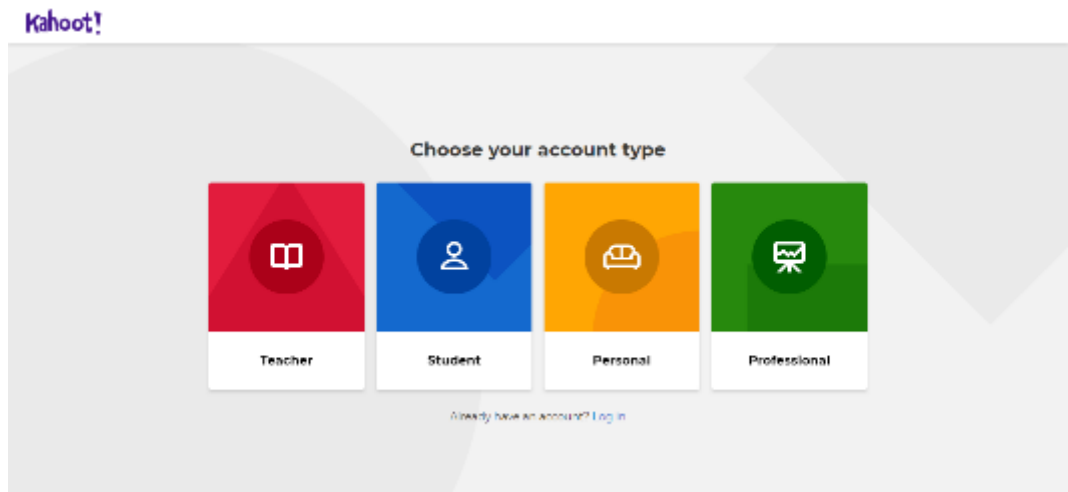 Kahoot!
Choose your account type
Teacher
Student
Personal
Professional
Already have an account? Log in